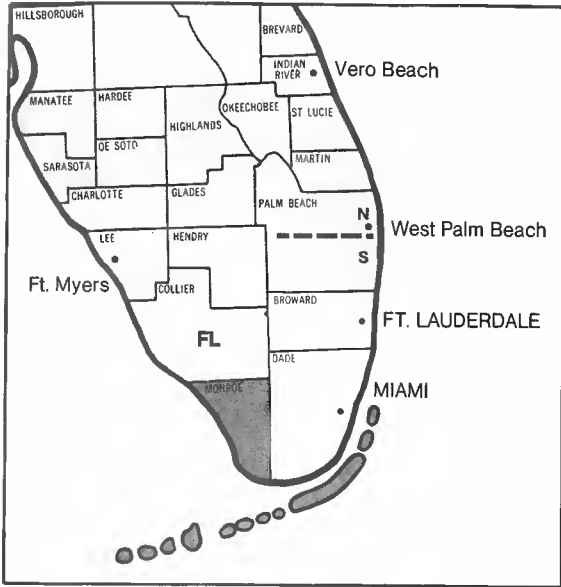 HILLSBOROUGH
BREVARD
INDIAN
RIVER
Vero Beach
MANATEE
HARDEE
OKEECHOBEE
ST LUCIE
HIGHLANDS
OE SOTO
MARTIN
SARASOTA
CHARLOTTE
GLADES
PALM BEACH
N
West Palm Beach
LEE
HENDRY
S
Ft. Myers
COLLIER
BROWARD
FT. LAUDERDALE
FL
DADE
MONROE
MIAMI